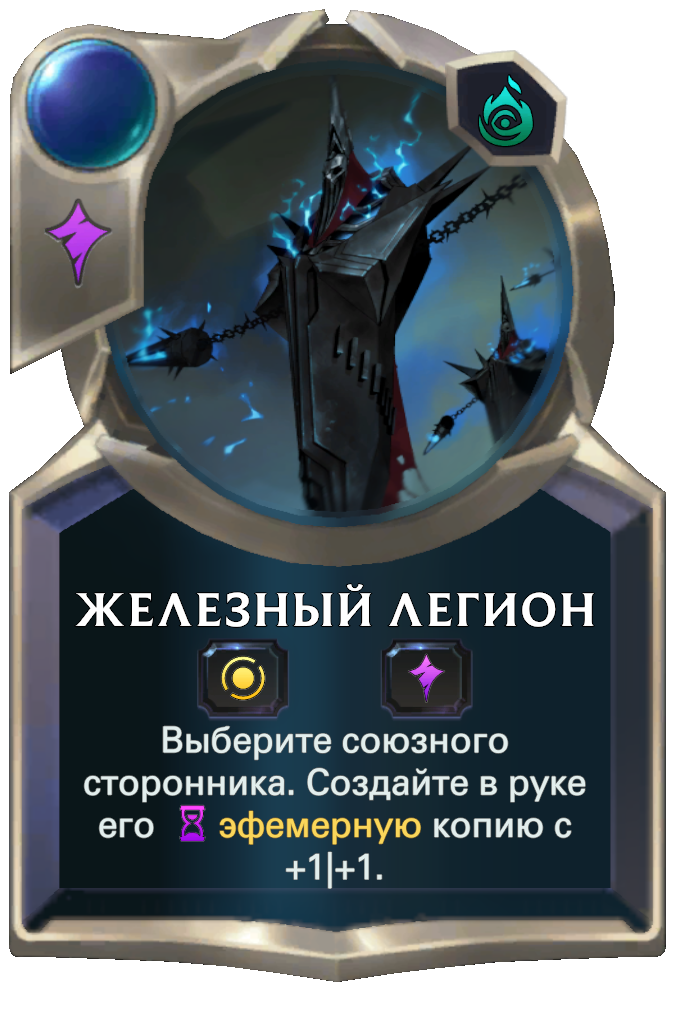 ЖЕЛЕЗНЫЙ ЛЕГИОН
Выберите союзного
сторонника. Создайте в руке
его эфемерную копию с
+1|+1.